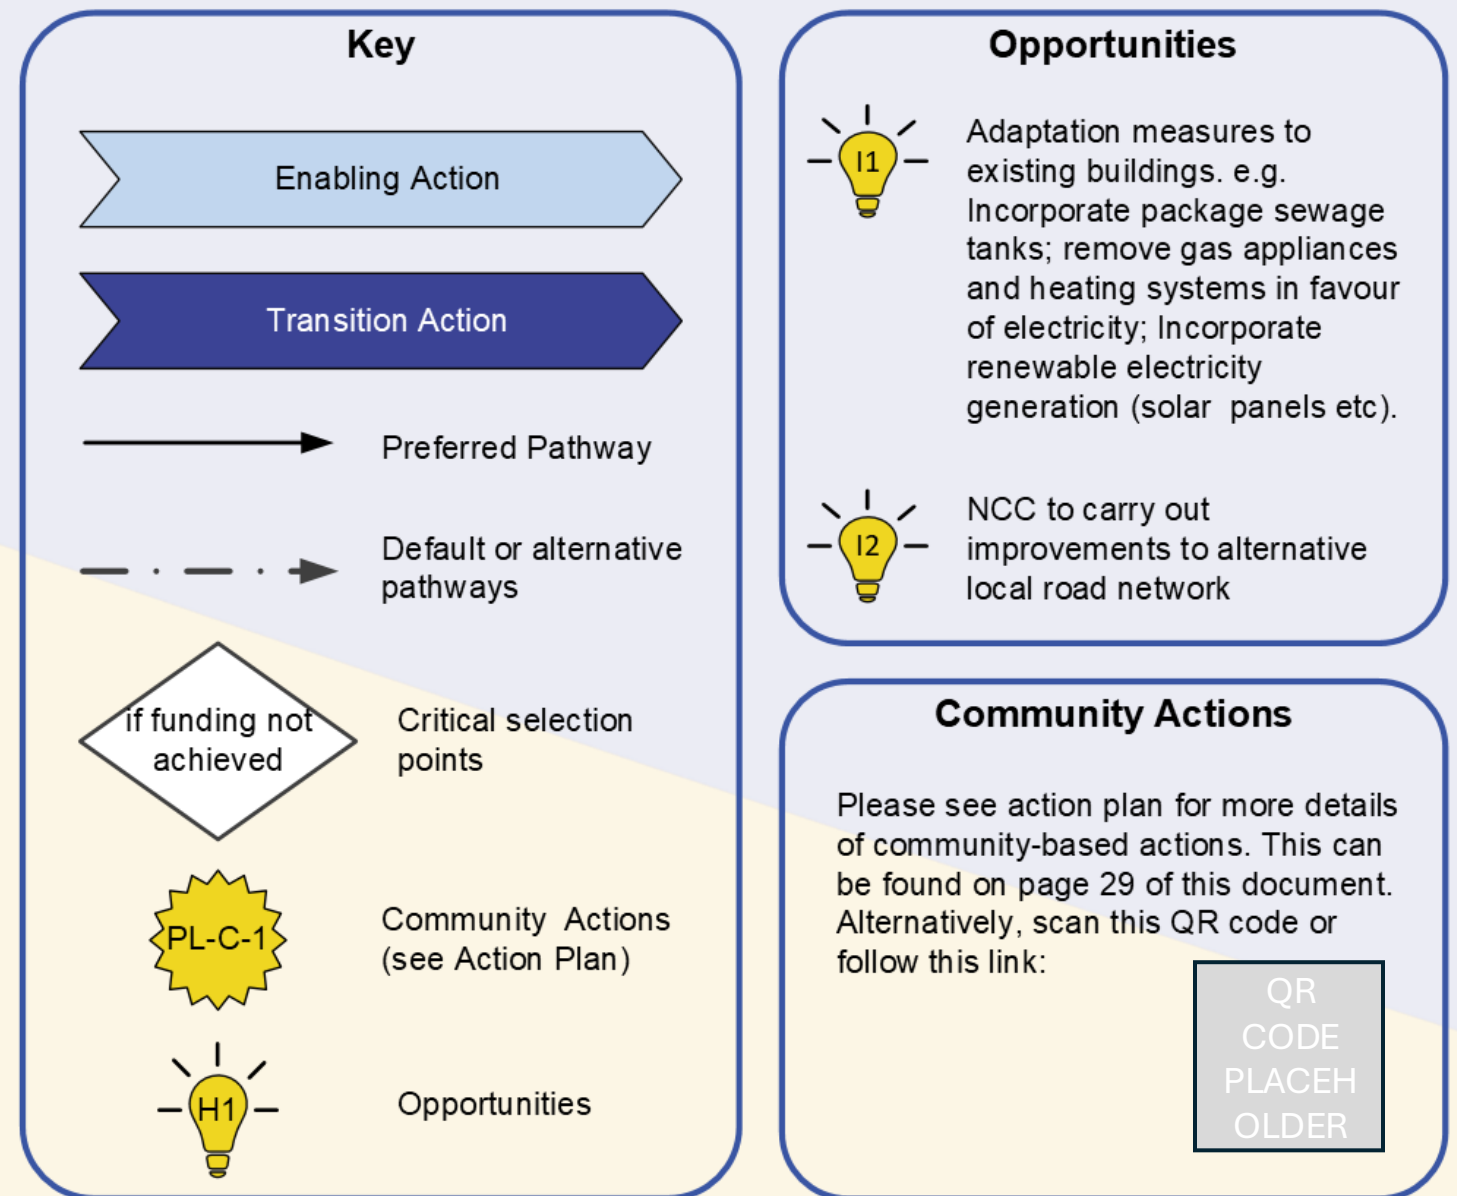 Key
Enabling Action
Transition Action
Preferred Pathway
Default or alternative
pathways
if funding not
achieved
Critical selection
points
PL-C-1
Community Actions
(see Action Plan)
H1
Opportunities
Opportunities
I1
Adaptation measures to
existing buildings. e.g.
Incorporate package sewage
tanks; remove gas appliances
and heating systems in favour
of electricity; Incorporate
renewable electricity
generation (solar panels etc).
I2
NCC to carry out
improvements to alternative
local road network
Community Actions
Please see action plan for more details
of community-based actions. This can
be found on page 29 of this document.
Alternatively, scan this QR code or
follow this link:
QR
CODE
PLACEH
OLDER